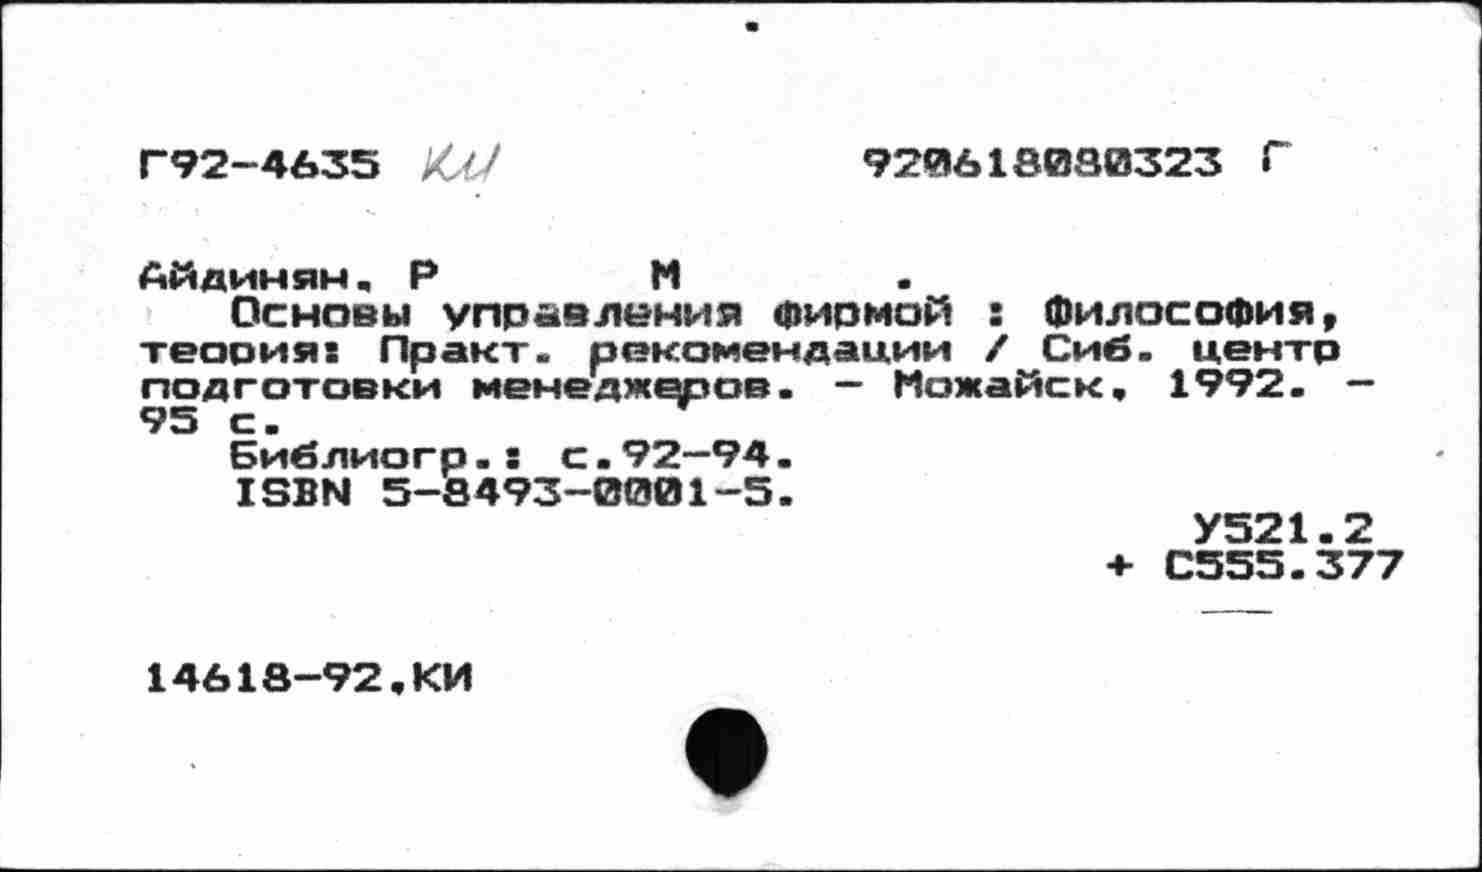 Г92-4635 КИ 920618080323 Г
Айдинян, Р М .
Основы управления фирмой : Философия,
теория: Практ. рекомендации / Сиб. центр
подготовки менеджеров. - Можайск, 1992. -
95 с.
Библиогр.: с.92-94.
ISBN 5-8493-0001-5.
У521.2
+ С555.377
14618-92,КИ